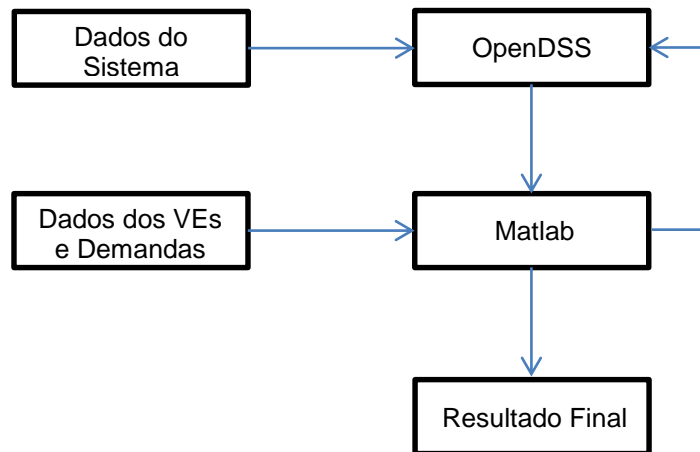 Dados do
Sistema
OpenDSS
Dados dos VEs
e Demandas
Matlab
Resultado Final